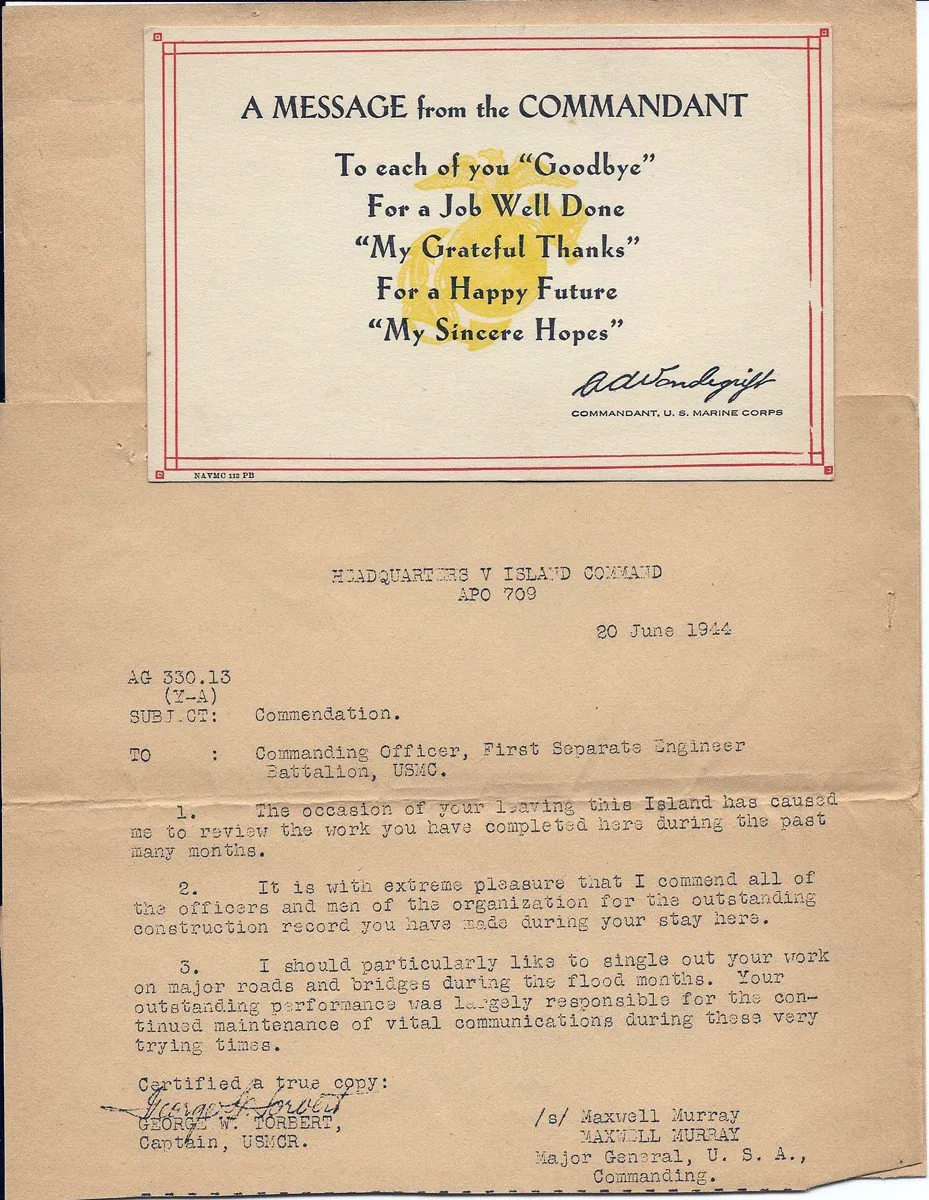 A MESSAGE from the COMMANDANT
To each of you “Goodbye”
For a Job Well Done
“My Grateful Thanks”
For a Happy Future
“My Sincere Hopes”
A A Vandegrift
COMMANDANT, U. S. MARINE CORPS
NAVMC 113 PB
HEADQUARTERS V ISLAND COMMAND
APO 709
20 June 1944
AG 330.13
(Y-A)
SUBJECT: Commendation.
TO : Commanding Officer, First Separate Engineer
Battalion, USMC.
1. The occasion of your leaving this Island has caused
me to review the work you have completed here during the past
many months.
2. It is with extreme pleasure that I commend all of
the officers and men of the organization for the outstanding
construction record you have made during your stay here.
3. I should particularly like to single out your work
on major roads and bridges during the flood months. Your
outstanding performance was largely responsible for the con-
tinued maintenance of vital communications during these very
trying times.
Certified a true copy:
George W. Torbert
GEORGE W. TORBERT,
Captain, USMCR.
/s/ Maxwell Murray
MAXWELL MURRAY
Major General, U. S. A.,
Commanding.